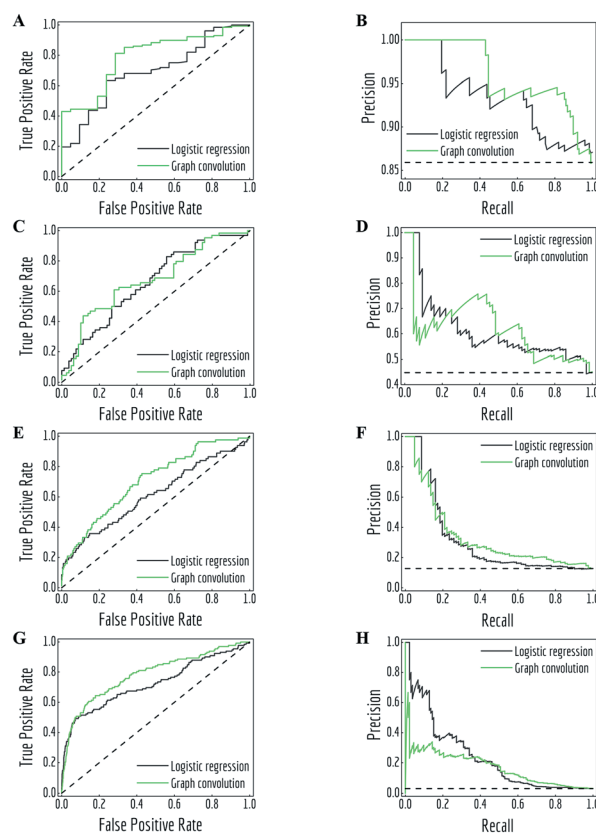 A
True Positive Rate
1.0
0.8
0.6
0.4
0.2
0.0
Logistic regression
Graph convolution
0.0 0.2 0.4 0.6 0.8 1.0
False Positive Rate
B
Precision
1.00
0.95
0.90
0.85
Logistic regression
Graph convolution
0.0 0.2 0.4 0.6 0.8 1.0
Recall
C
True Positive Rate
1.0
0.8
0.6
0.4
0.2
0.0
Logistic regression
Graph convolution
0.0 0.2 0.4 0.6 0.8 1.0
False Positive Rate
D
Precision
1.0
0.9
0.8
0.7
0.6
0.5
0.4
Logistic regression
Graph convolution
0.0 0.2 0.4 0.6 0.8 1.0
Recall
E
True Positive Rate
1.0
0.8
0.6
0.4
0.2
0.0
Logistic regression
Graph convolution
0.0 0.2 0.4 0.6 0.8 1.0
False Positive Rate
F
Precision
1.0
0.8
0.6
0.4
0.2
0.0
Logistic regression
Graph convolution
0.0 0.2 0.4 0.6 0.8 1.0
Recall
G
True Positive Rate
1.0
0.8
0.6
0.4
0.2
0.0
Logistic regression
Graph convolution
0.0 0.2 0.4 0.6 0.8 1.0
False Positive Rate
H
Precision
1.0
0.8
0.6
0.4
0.2
0.0
Logistic regression
Graph convolution
0.0 0.2 0.4 0.6 0.8 1.0
Recall